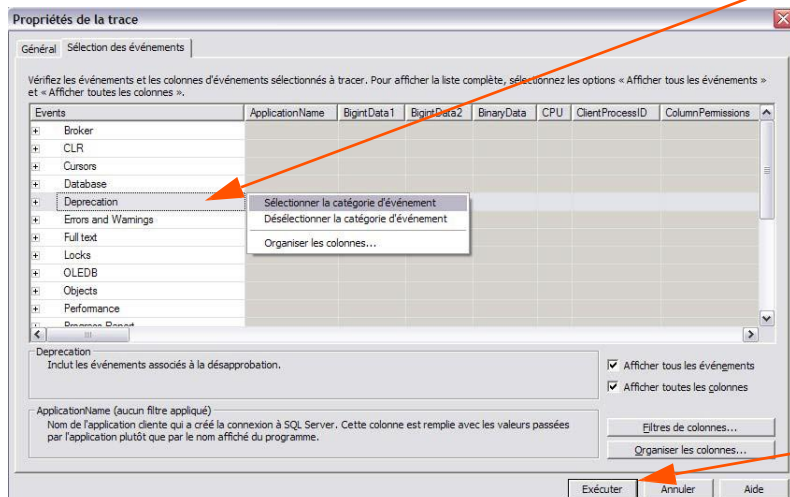 Propriétés de la trace
Général Sélection des événements
Vérifiez les événements et les colonnes d'événements sélectionnés à tracer. Pour afficher la liste complète, sélectionnez les options « Afficher tous les événements »
et « Afficher toutes les colonnes ».
Events ApplicationName BigintData1 BigintData2 BinaryData CPU ClientProcessID ColumnPermissions
Broker
CLR
Cursors
Database
Deprecation
Sélectionner la catégorie d'événement
Errors and Warnings
Désélectionner la catégorie d'événement
Full text
Organiser les colonnes...
Locks
OLEDB
Objects
Performance
Progress Report
Deprecation
Inclut les événements associés à la désapprobation.
Afficher tous les événements
Afficher toutes les colonnes
ApplicationName (aucun filtre appliqué)
Nom de l'application cliente qui a créé la connexion à SQL Server. Cette colonne est remplie avec les valeurs passées
par l'application plutôt que par le nom affiché du programme.
Filtres de colonnes...
Organiser les colonnes...
Exécuter Annuler Aide